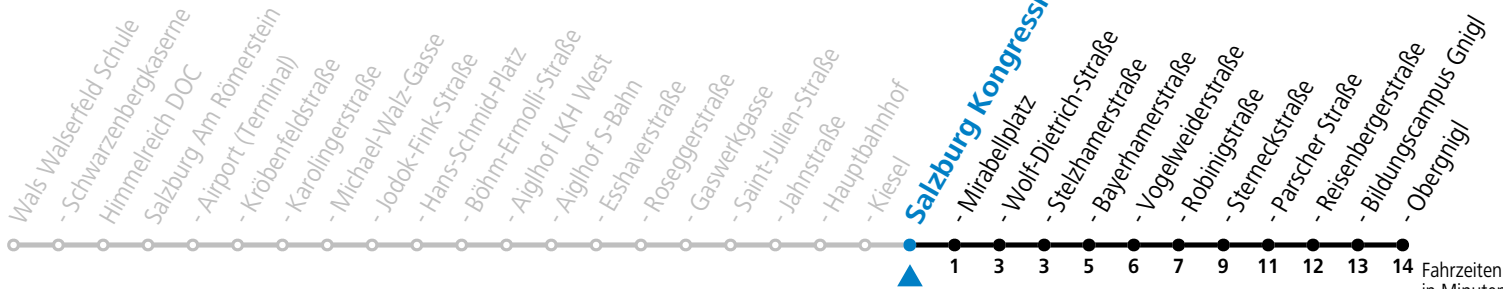 Wals Walserfeld Schule
- Schwarzenbergkaserne
Himmelreich DOC
Salzburg Am Römerstein
- Airport (Terminal)
- Kröbenfeldstraße
- Karolingerstraße
- Michael-Walz-Gasse
- Jodok-Fink-Straße
- Hans-Schmid-Platz
- Böhm-Ermolli-Straße
- Aiglhof LKH West
- Aiglhof S-Bahn
- Esshaverstraße
- Roseggerstraße
- Gaswerkgasse
- Saint-Julien-Straße
- Jahnstraße
- Hauptbahnhof
- Kiesel
Salzburg
- Mirabellplatz
- Wolf-Dietrich-Straße
- Stelzhamerstraße
- Bayerhamerstraße
- Vogelweiderstraße
- Robinigstraße
- Sterneckstraße
- Parscher Straße
- Reisenbergerstraße
- Bildungscampus Gnigl
- Obergnigl
1 3 3 5 6 7 9 11 12 13 14 Fahrzeiten